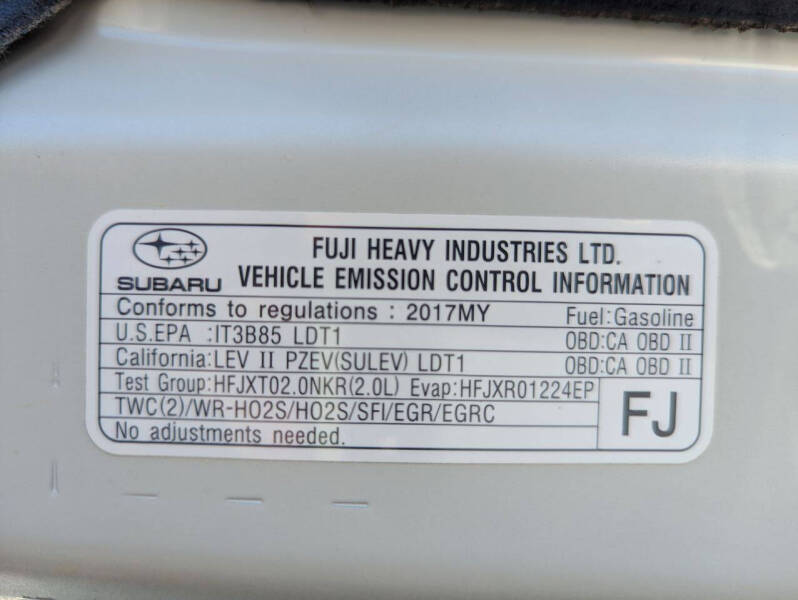 SUBARU
FUJI HEAVY INDUSTRIES LTD.
VEHICLE EMISSION CONTROL INFORMATION
Conforms to regulations : 2017MY Fuel:Gasoline
U.S.EPA :IT3B85 LDT1 OBD:CA OBD II
California:LEV II PZEV(SULEV) LDT1 OBD:CA OBD II
Test Group:HFJXT02.0NKR(2.0L) Evap:HFJXR01224EP
TWC(2)/WR-HO2S/HO2S/SFI/EGR/EGRC
No adjustments needed.
FJ